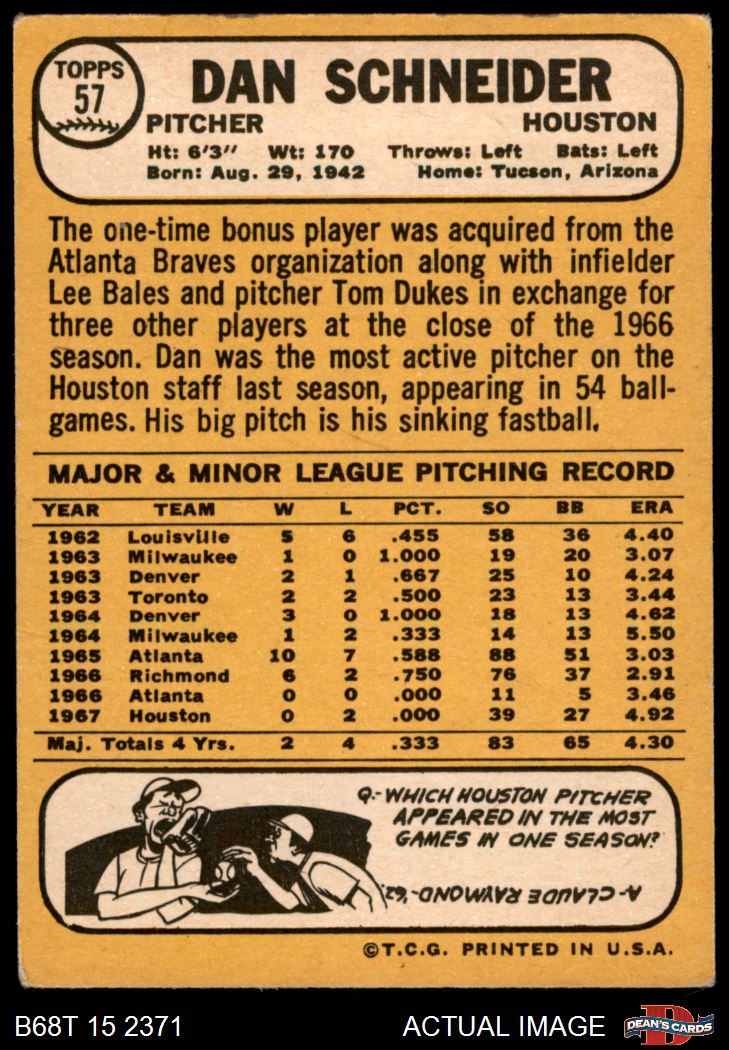 TOPPS
57
DAN SCHNEIDER
PITCHER HOUSTON
Ht: 6'3" Wt: 170 Throws: Left Bats: Left
Born: Aug. 29, 1942 Home: Tucson, Arizona
The one-time bonus player was acquired from the
Atlanta Braves organization along with infielder
Lee Bales and pitcher Tom Dukes in exchange for
three other players at the close of the 1966
season. Dan was the most active pitcher on the
Houston staff last season, appearing in 54 ball-
games. His big pitch is his sinking fastball.
MAJOR & MINOR LEAGUE PITCHING RECORD
YEAR TEAM W L PCT. SO BB ERA
1962 Louisville 5 6 .455 58 36 4.40
1963 Milwaukee 1 0 1.000 19 20 3.07
1963 Denver 2 1 .667 25 10 4.24
1963 Toronto 2 2 .500 23 13 3.44
1964 Denver 3 0 1.000 18 13 4.62
1964 Milwaukee 1 2 .333 14 13 5.50
1965 Atlanta 10 7 .588 88 51 3.03
1966 Richmond 6 2 .750 76 37 2.91
1966 Atlanta 0 0 .000 11 5 3.46
1967 Houston 0 2 .000 39 27 4.92
Maj. Totals 4 Yrs. 2 4 .333 83 65 4.30
Q.- WHICH HOUSTON PITCHER
APPEARED IN THE MOST
GAMES IN ONE SEASON?
A- CLAUDE RAYMOND-'62.
©T.C.G. PRINTED IN U.S.A.
B68T 15 2371 ACTUAL IMAGE D DEAN'S CARDS